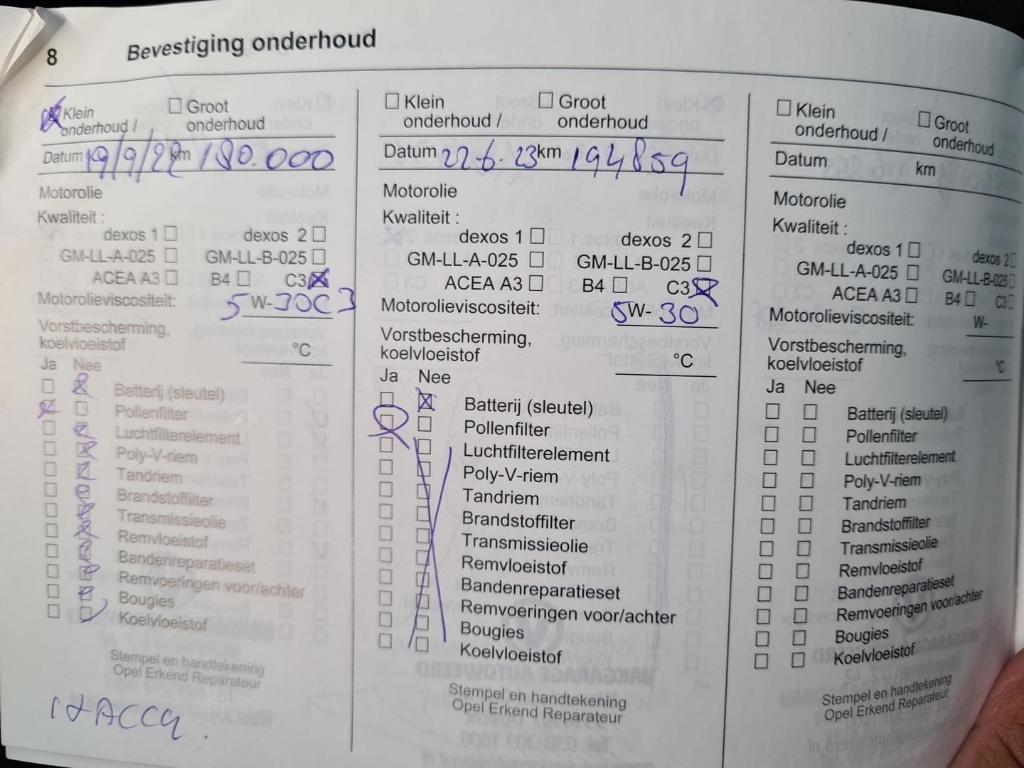 8
Bevestiging onderhoud
Klein onderhoud / Groot onderhoud
Datum 19/9/22 km 180.000
Motorolie
Kwaliteit :
dexos 1 dexos 2
GM-LL-A-025 GM-LL-B-025
ACEA A3 B4 C3
Motorolieviscositeit: 5W-30C3
Vorstbescherming,
koelvloeistof °C
Ja Nee
Batterij (sleutel)
Pollenfilter
Luchtfilterelement
Poly-V-riem
Tandriem
Brandstoffilter
Transmissieolie
Remvloeistof
Bandenreparatieset
Remvoeringen voor/achter
Bougies
Koelvloeistof
Stempel en handtekening
Opel Erkend Reparateur
Klein onderhoud / Groot onderhoud
Datum 22-6-23 km 194859
Motorolie
Kwaliteit :
dexos 1 dexos 2
GM-LL-A-025 GM-LL-B-025
ACEA A3 B4 C3
Motorolieviscositeit: 5W-30
Vorstbescherming,
koelvloeistof °C
Ja Nee
Batterij (sleutel)
Pollenfilter
Luchtfilterelement
Poly-V-riem
Tandriem
Brandstoffilter
Transmissieolie
Remvloeistof
Bandenreparatieset
Remvoeringen voor/achter
Bougies
Koelvloeistof
Stempel en handtekening
Opel Erkend Reparateur
Klein onderhoud / Groot onderhoud
Datum km
Motorolie
Kwaliteit :
dexos 1 dexos 2
GM-LL-A-025 GM-LL-B-025
ACEA A3 B4 C3
Motorolieviscositeit: W-
Vorstbescherming,
koelvloeistof °C
Ja Nee
Batterij (sleutel)
Pollenfilter
Luchtfilterelement
Poly-V-riem
Tandriem
Brandstoffilter
Transmissieolie
Remvloeistof
Bandenreparatieset
Remvoeringen voor/achter
Bougies
Koelvloeistof
Stempel en handtekening
Opel Erkend Reparateur